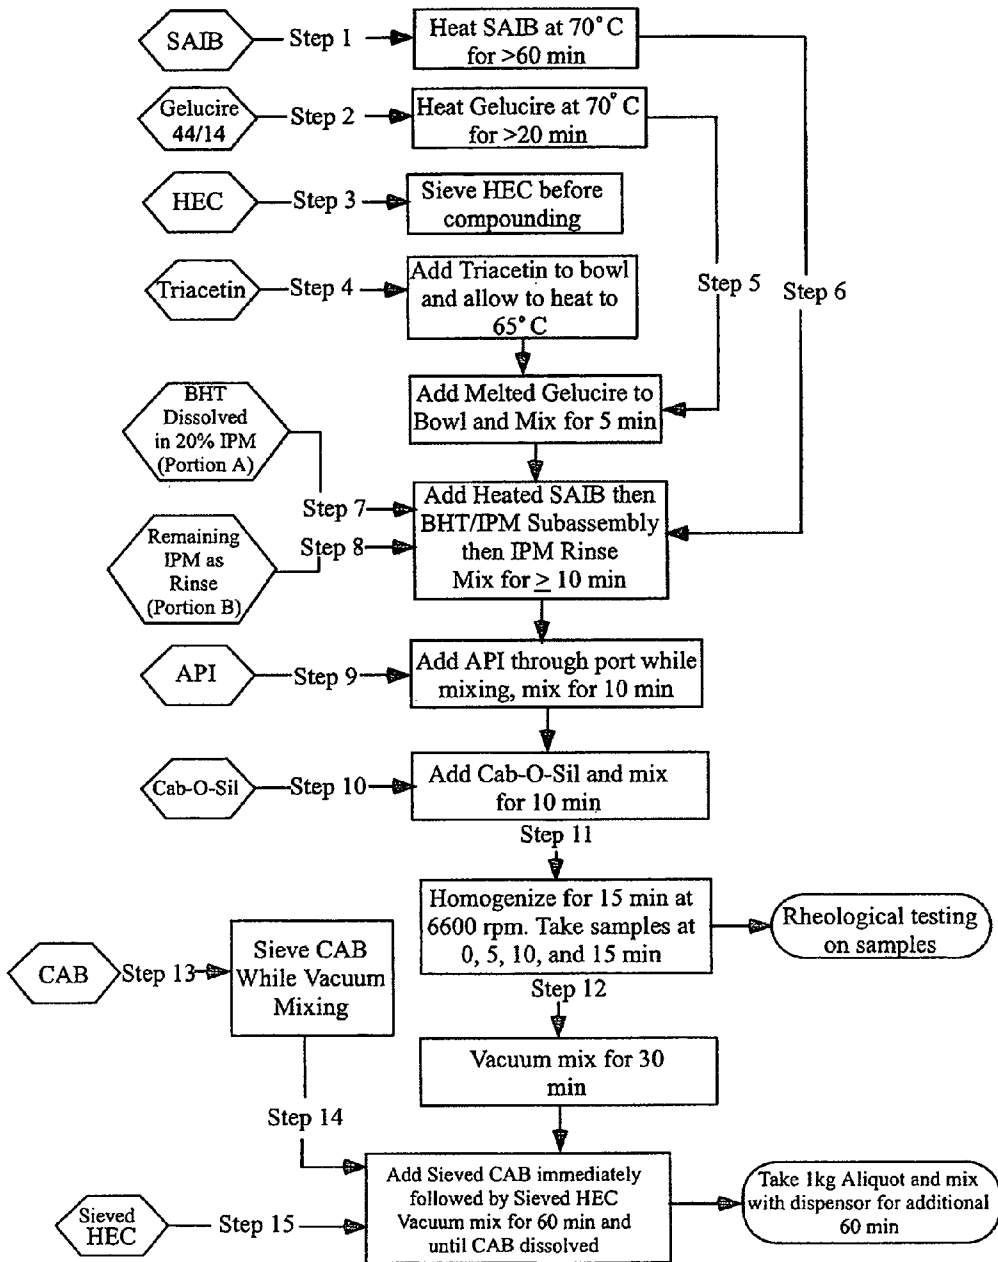 SAIB
Step 1
Heat SAIB at 70° C
for >60 min
Gelucire
44/14
Step 2
Heat Gelucire at 70° C
for >20 min
HEC
Step 3
Sieve HEC before
compounding
Triacetin
Step 4
Add Triacetin to bowl
and allow to heat to
65° C
Step 5
Step 6
Add Melted Gelucire to
Bowl and Mix for 5 min
BHT
Dissolved
in 20% IPM
(Portion A)
Step 7
Remaining
IPM as
Rinse
(Portion B)
Step 8
Add Heated SAIB then
BHT/IPM Subassembly
then IPM Rinse
Mix for ≥ 10 min
API
Step 9
Add API through port while
mixing, mix for 10 min
Cab-O-Sil
Step 10
Add Cab-O-Sil and mix
for 10 min
Step 11
Homogenize for 15 min at
6600 rpm. Take samples at
0, 5, 10, and 15 min
Rheological testing
on samples
CAB
Step 13
Sieve CAB
While Vacuum
Mixing
Step 12
Vacuum mix for 30
min
Step 14
Sieved
HEC
Step 15
Add Sieved CAB immediately
followed by Sieved HEC
Vacuum mix for 60 min and
until CAB dissolved
Take 1kg Aliquot and mix
with dispensor for additional
60 min